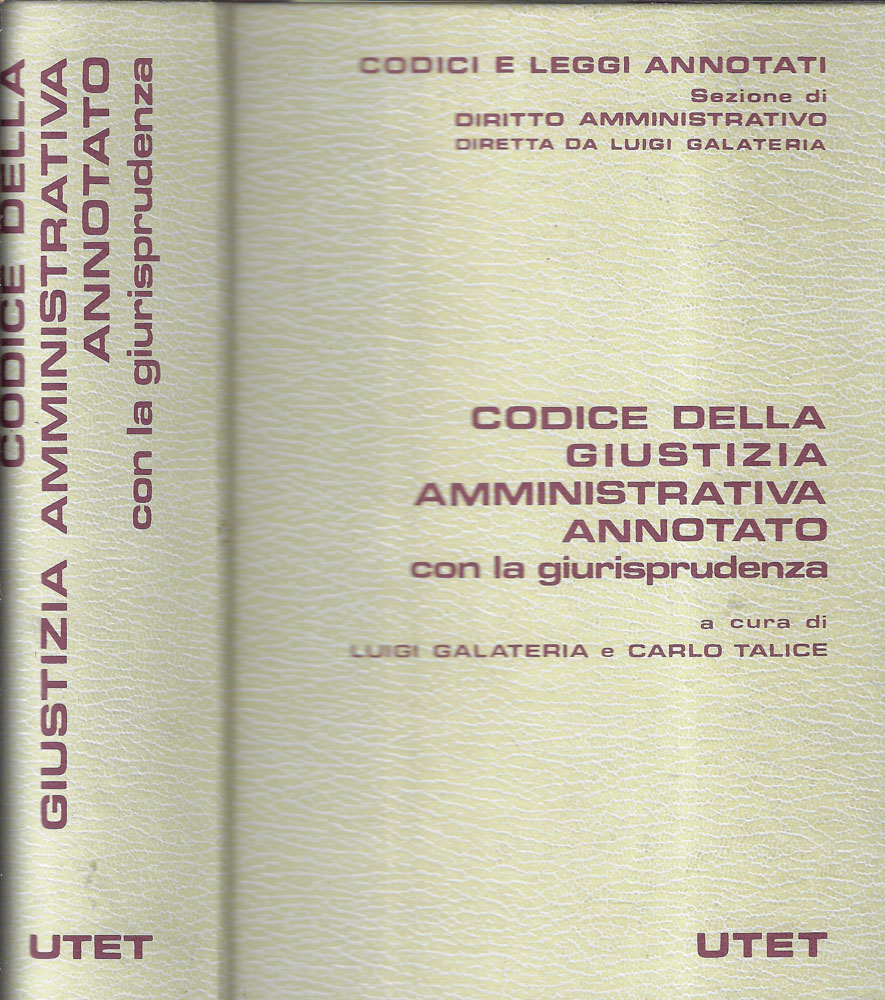 CODICE DELLA
GIUSTIZIA AMMINISTRATIVA
ANNOTATO
con la giurisprudenza
UTET
CODICI E LEGGI ANNOTATI
Sezione di
DIRITTO AMMINISTRATIVO
DIRETTA DA LUIGI GALATERIA
CODICE DELLA
GIUSTIZIA
AMMINISTRATIVA
ANNOTATO
con la giurisprudenza
a cura di
LUIGI GALATERIA e CARLO TALICE
UTET